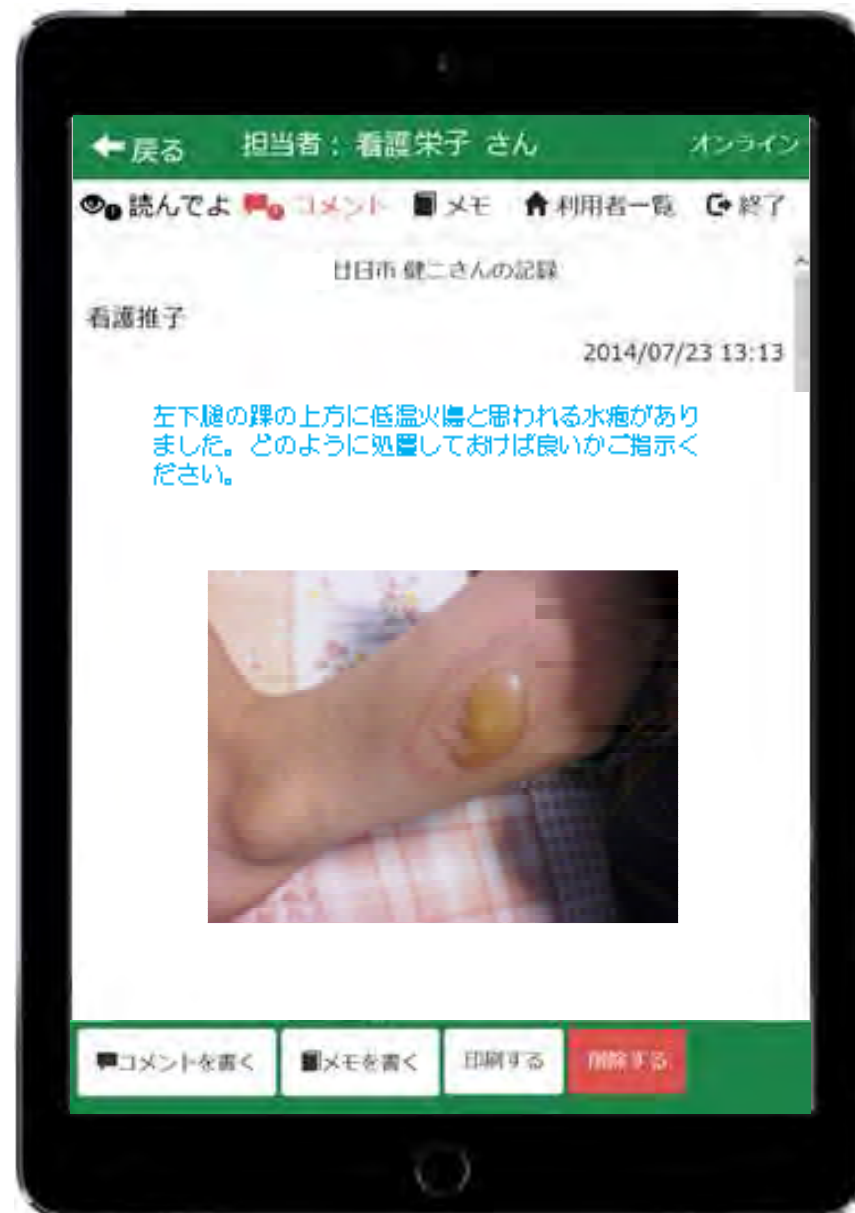 戻る 担当者： 看護栄子 さん オンライン
読んでよ コメント メモ 利用者一覧 終了
廿日市 健二さんの記録
看護推子
2014/07/23 13:13
左下腿の踝の上方に低温火傷と思われる水疱があり
ました。どのように処置しておけば良いかご指示く
ださい。
コメントを書く メモを書く 印刷する 削除する